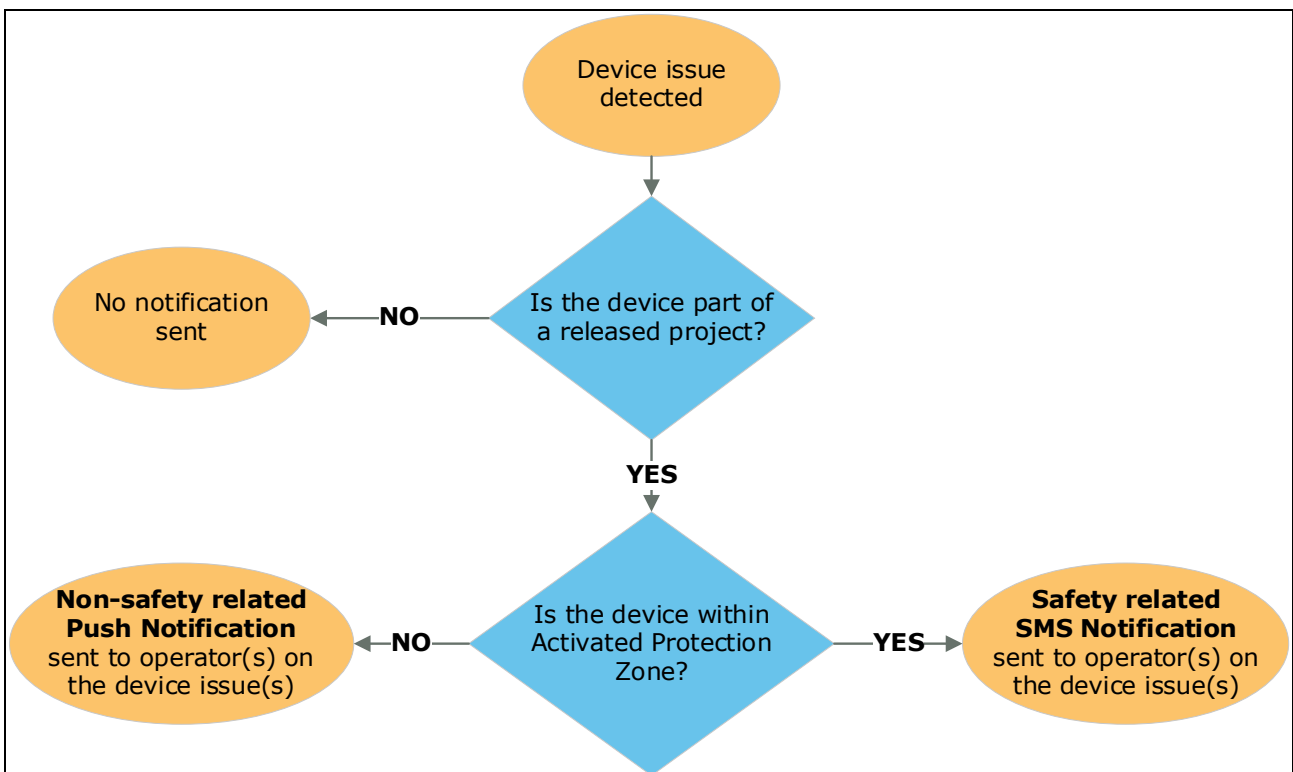 Device issue
detected
Is the device part of
a released project?
NO
No notification
sent
YES
Is the device within
Activated Protection
Zone?
NO
Non-safety related
Push Notification
sent to operator(s) on
the device issue(s)
YES
Safety related
SMS Notification
sent to operator(s) on
the device issue(s)